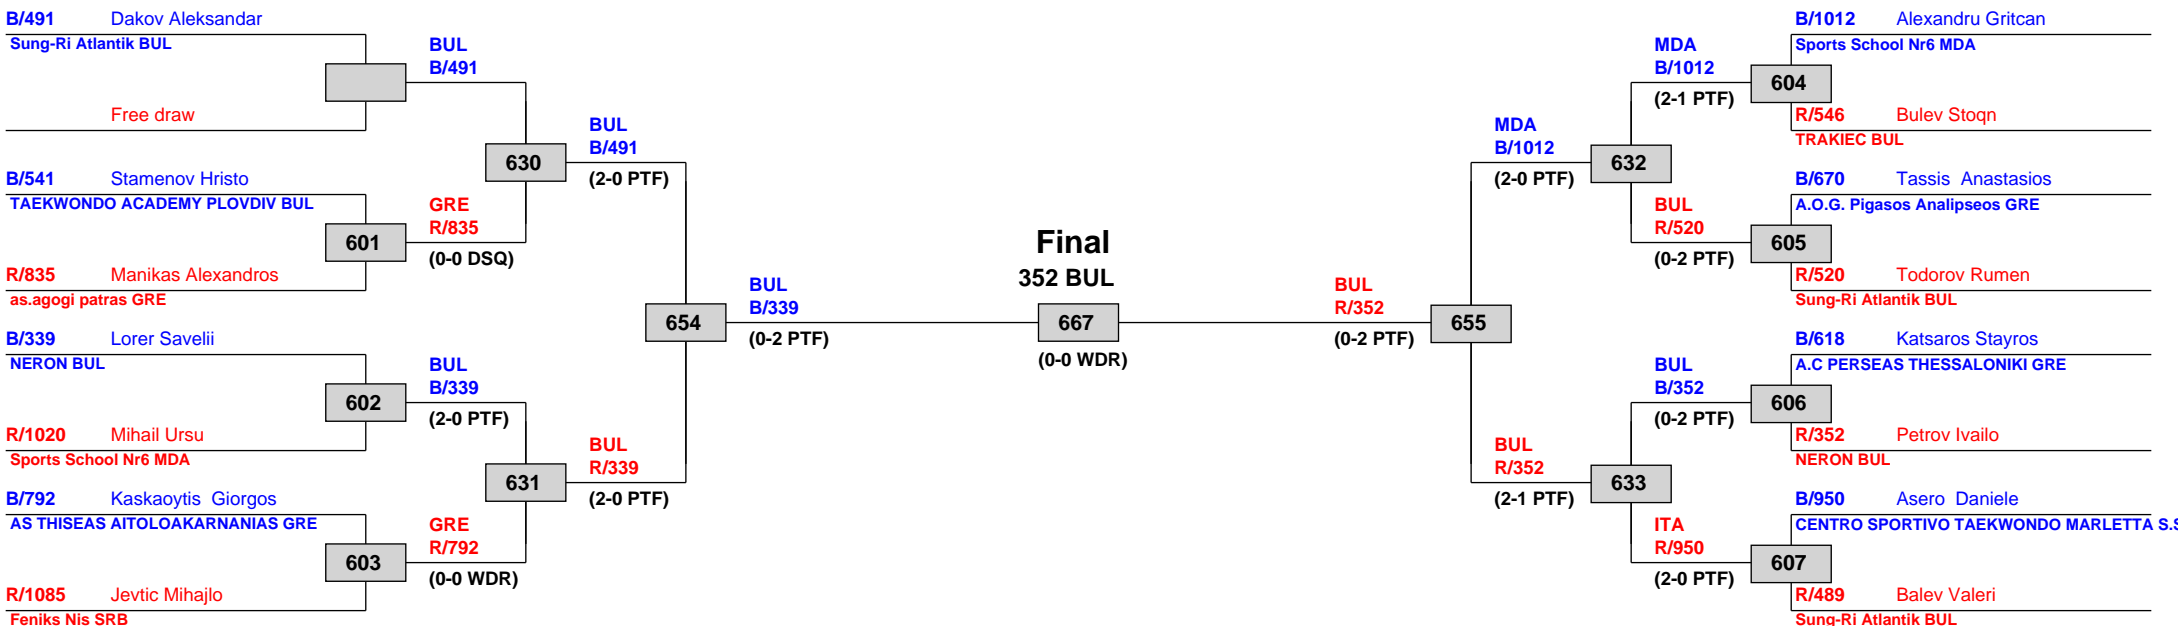 B/491 Dakov Aleksandar
Sung-Ri Atlantik BUL
Free draw
B/541 Stamenov Hristo
TAEKWONDO ACADEMY PLOVDIV BUL
601
R/835 Manikas Alexandros
as.agogi patras GRE
B/339 Lorer Savelii
NERON BUL
602
R/1020 Mihail Ursu
Sports School Nr6 MDA
B/792 Kaskaoytis Giorgos
AS THISEAS AITOLOAKARNANIAS GRE
603
R/1085 Jevtic Mihajlo
Feniks Nis SRB
BUL
B/491
630
GRE
R/835
(0-0 DSQ)
BUL
B/339
(2-0 PTF)
631
GRE
R/792
(0-0 WDR)
BUL
B/491
(2-0 PTF)
654
BUL
R/339
(2-0 PTF)
BUL
B/339
(0-2 PTF)
Final
352 BUL
667
(0-0 WDR)
BUL
R/352
(0-2 PTF)
655
MDA
B/1012
(2-0 PTF)
BUL
R/352
(2-1 PTF)
MDA
B/1012
(2-1 PTF)
632
BUL
R/520
(0-2 PTF)
BUL
B/352
(0-2 PTF)
633
ITA
R/950
(2-0 PTF)
B/1012 Alexandru Gritcan
Sports School Nr6 MDA
604
R/546 Bulev Stoqn
TRAKIEC BUL
B/670 Tassis Anastasios
A.O.G. Pigasos Analipseos GRE
605
R/520 Todorov Rumen
Sung-Ri Atlantik BUL
B/618 Katsaros Stayros
A.C PERSEAS THESSALONIKI GRE
606
R/352 Petrov Ivailo
NERON BUL
B/950 Asero Daniele
CENTRO SPORTIVO TAEKWONDO MARLETTA S.S
607
R/489 Balev Valeri
Sung-Ri Atlantik BUL